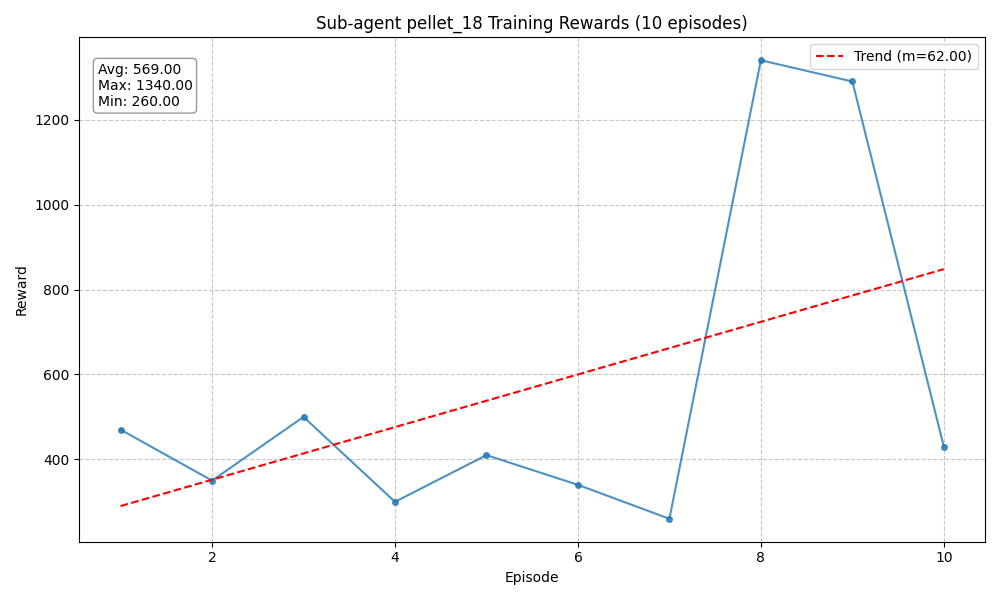 Sub-agent pellet_18 Training Rewards (10 episodes)
Avg: 569.00
Max: 1340.00
Min: 260.00
Trend (m=62.00)
1200
1000
800
600
400
Reward
2
4
6
8
10
Episode